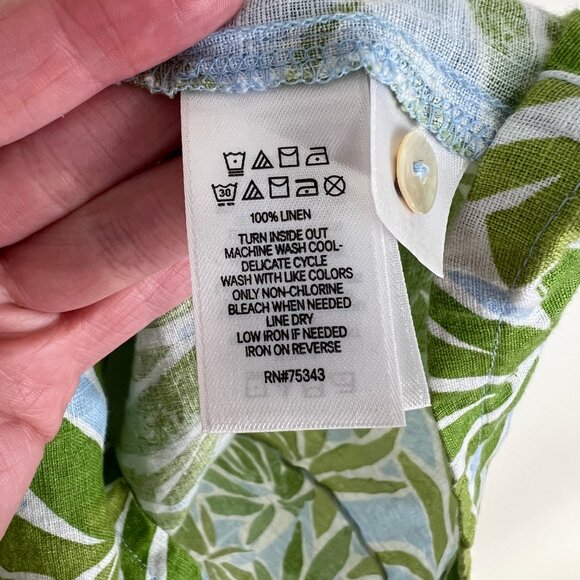 30
100% LINEN
TURN INSIDE OUT
MACHINE WASH COOL-
DELICATE CYCLE
WASH WITH LIKE COLORS
ONLY NON-CHLORINE
BLEACH WHEN NEEDED
LINE DRY
LOW IRON IF NEEDED
IRON ON REVERSE
RN#75343